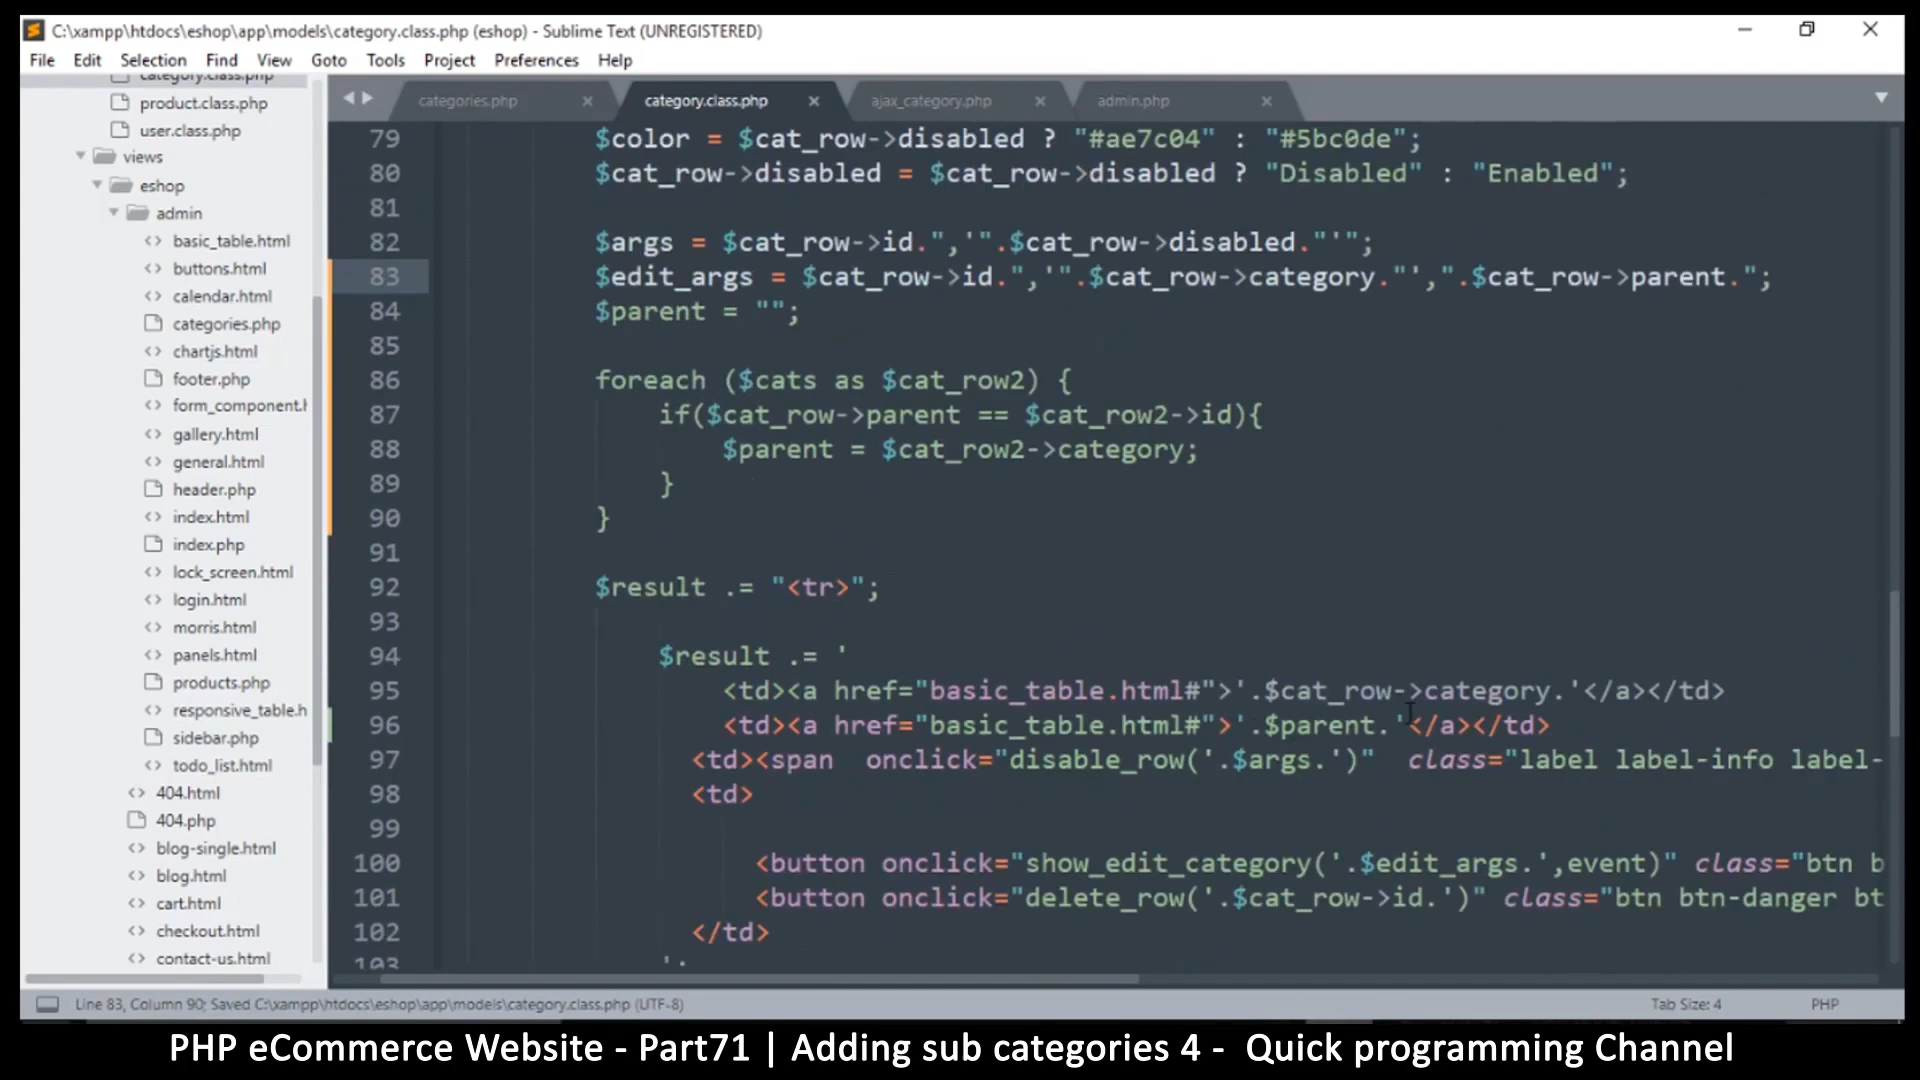 C:\xampp\htdocs\eshop\app\models\category.class.php (eshop) - Sublime Text (UNREGISTERED)
File Edit Selection Find View Goto Tools Project Preferences Help
category.class.php
product.class.php
user.class.php
views
eshop
admin
basic_table.html
buttons.html
calendar.html
categories.php
chartjs.html
footer.php
form_component.h
gallery.html
general.html
header.php
index.html
index.php
lock_screen.html
login.html
morris.html
panels.html
products.php
responsive_table.h
sidebar.php
todo_list.html
404.html
404.php
blog-single.html
blog.html
cart.html
checkout.html
contact-us.html
categories.php category.class.php ajax_category.php admin.php
79 $color = $cat_row->disabled ? "#ae7c04" : "#5bc0de";
80 $cat_row->disabled = $cat_row->disabled ? "Disabled" : "Enabled";
81
82 $args = $cat_row->id.",'".$cat_row->disabled."'";
83 $edit_args = $cat_row->id.",'".$cat_row->category."',".$cat_row->parent.";
84 $parent = "";
85
86 foreach ($cats as $cat_row2) {
87 if($cat_row->parent == $cat_row2->id){
88 $parent = $cat_row2->category;
89 }
90 }
91
92 $result .= "<tr>";
93
94 $result .= '
95 <td><a href="basic_table.html#">'.$cat_row->category.'</a></td>
96 <td><a href="basic_table.html#">'.$parent.'</a></td>
97 <td><span  onclick="disable_row('.$args.')"  class="label label-info label-
98 <td>
99
100 <button onclick="show_edit_category('.$edit_args.',event)" class="btn b
101 <button onclick="delete_row('.$cat_row->id.')" class="btn btn-danger bt
102 </td>
103 ';
Line 83, Column 90; Saved C:\xampp\htdocs\eshop\app\models\category.class.php (UTF-8) Tab Size: 4 PHP
PHP eCommerce Website - Part71 | Adding sub categories 4 -  Quick programming Channel